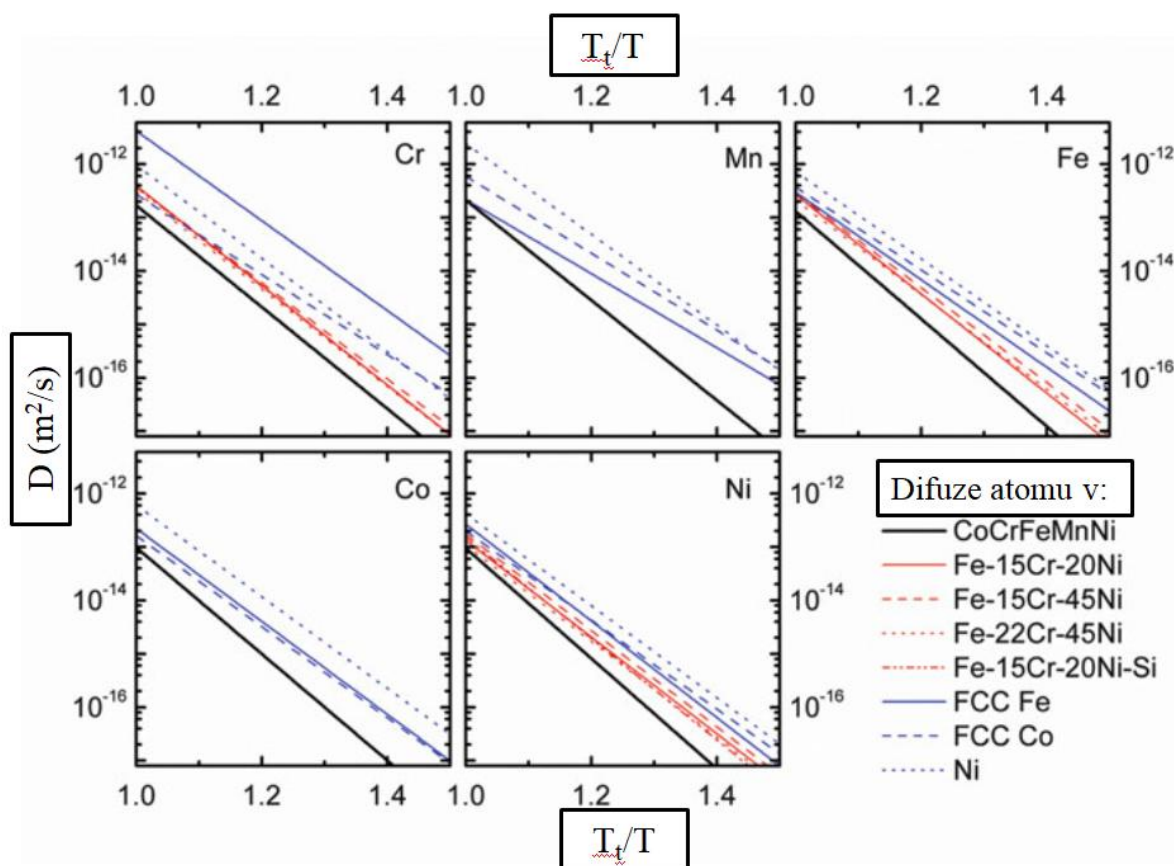 Tt/T
1.0 1.2 1.4 1.0 1.2 1.4 1.0 1.2 1.4
Cr Mn Fe
10-12 10-12
10-14 10-14
10-16 10-16
D (m²/s)
Co Ni
10-12 10-12
10-14 10-14
10-16 10-16
1.0 1.2 1.4 1.2 1.4
Tt/T
Difuze atomu v:
CoCrFeMnNi
Fe-15Cr-20Ni
Fe-15Cr-45Ni
Fe-22Cr-45Ni
Fe-15Cr-20Ni-Si
FCC Fe
FCC Co
Ni